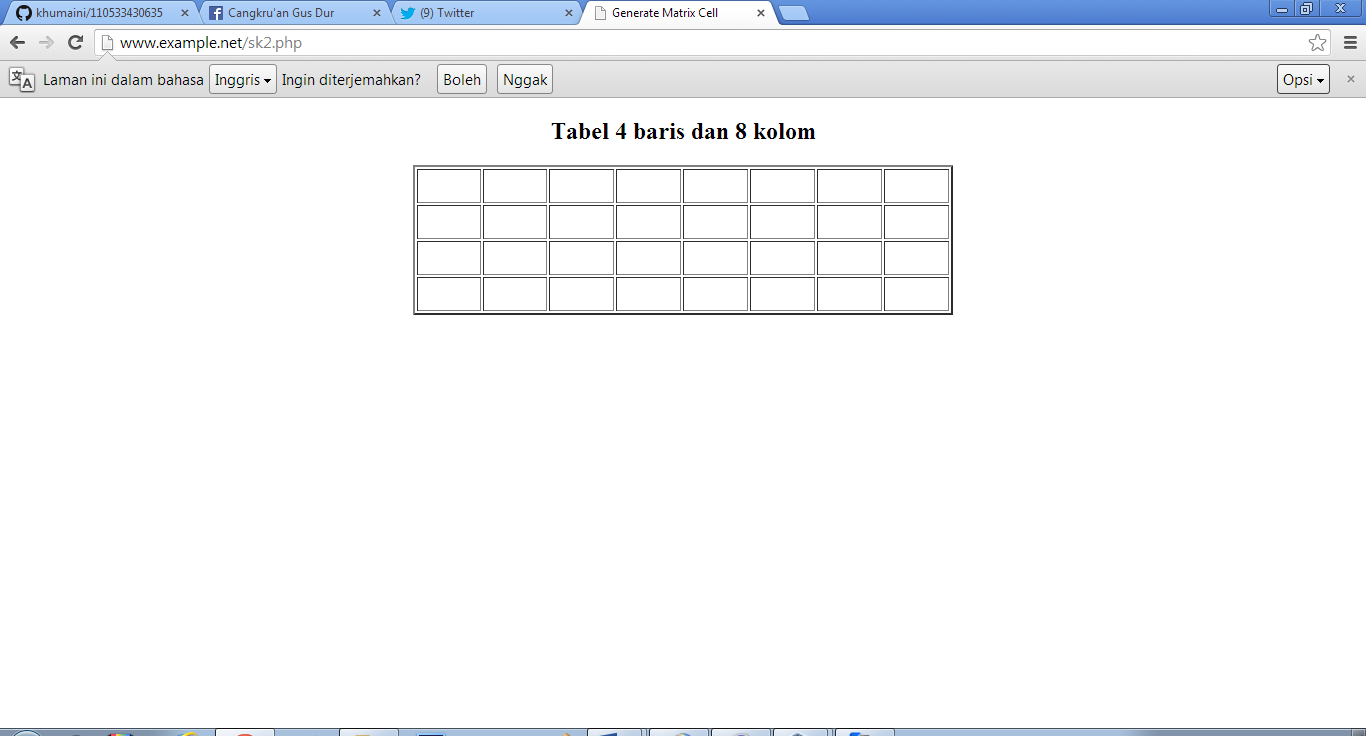 khumaini/110533430635
Cangkru'an Gus Dur
(9) Twitter
Generate Matrix Cell
www.example.net/sk2.php
Laman ini dalam bahasa Inggris Ingin diterjemahkan? Boleh Nggak Opsi
Tabel 4 baris dan 8 kolom